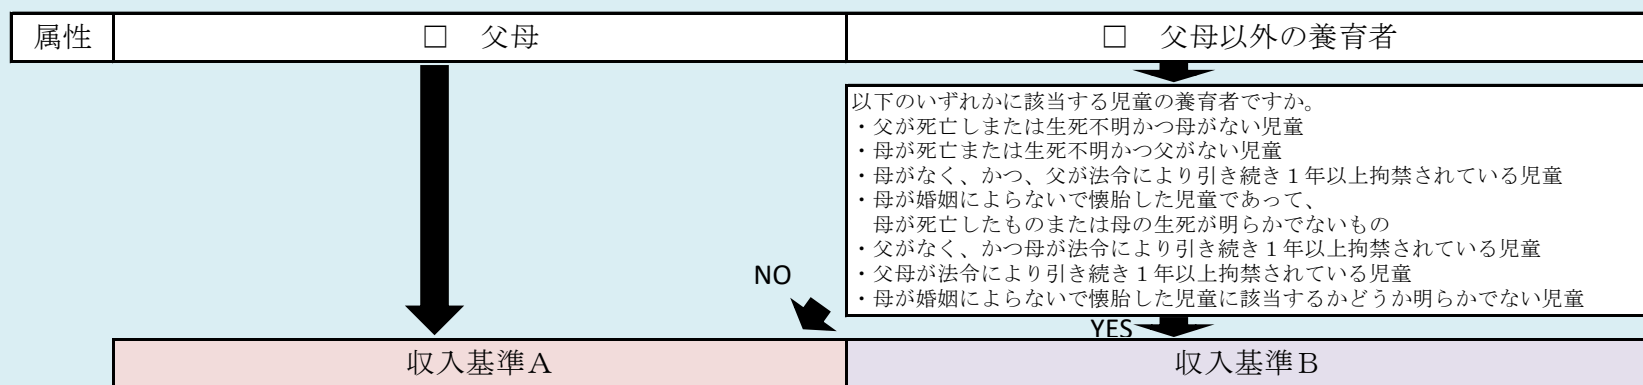 属性
□ 父母
□ 父母以外の養育者
以下のいずれかに該当する児童の養育者ですか。
・父が死亡しまたは生死不明かつ母がない児童
・母が死亡または生死不明かつ父がない児童
・母がなく、かつ、父が法令により引き続き１年以上拘禁されている児童
・母が婚姻によらないで懐胎した児童であって、
母が死亡したものまたは母の生死が明らかでないもの
・父がなく、かつ母が法令により引き続き１年以上拘禁されている児童
・父母が法令により引き続き１年以上拘禁されている児童
・母が婚姻によらないで懐胎した児童に該当するかどうか明らかでない児童
NO
YES
収入基準Ａ
収入基準Ｂ